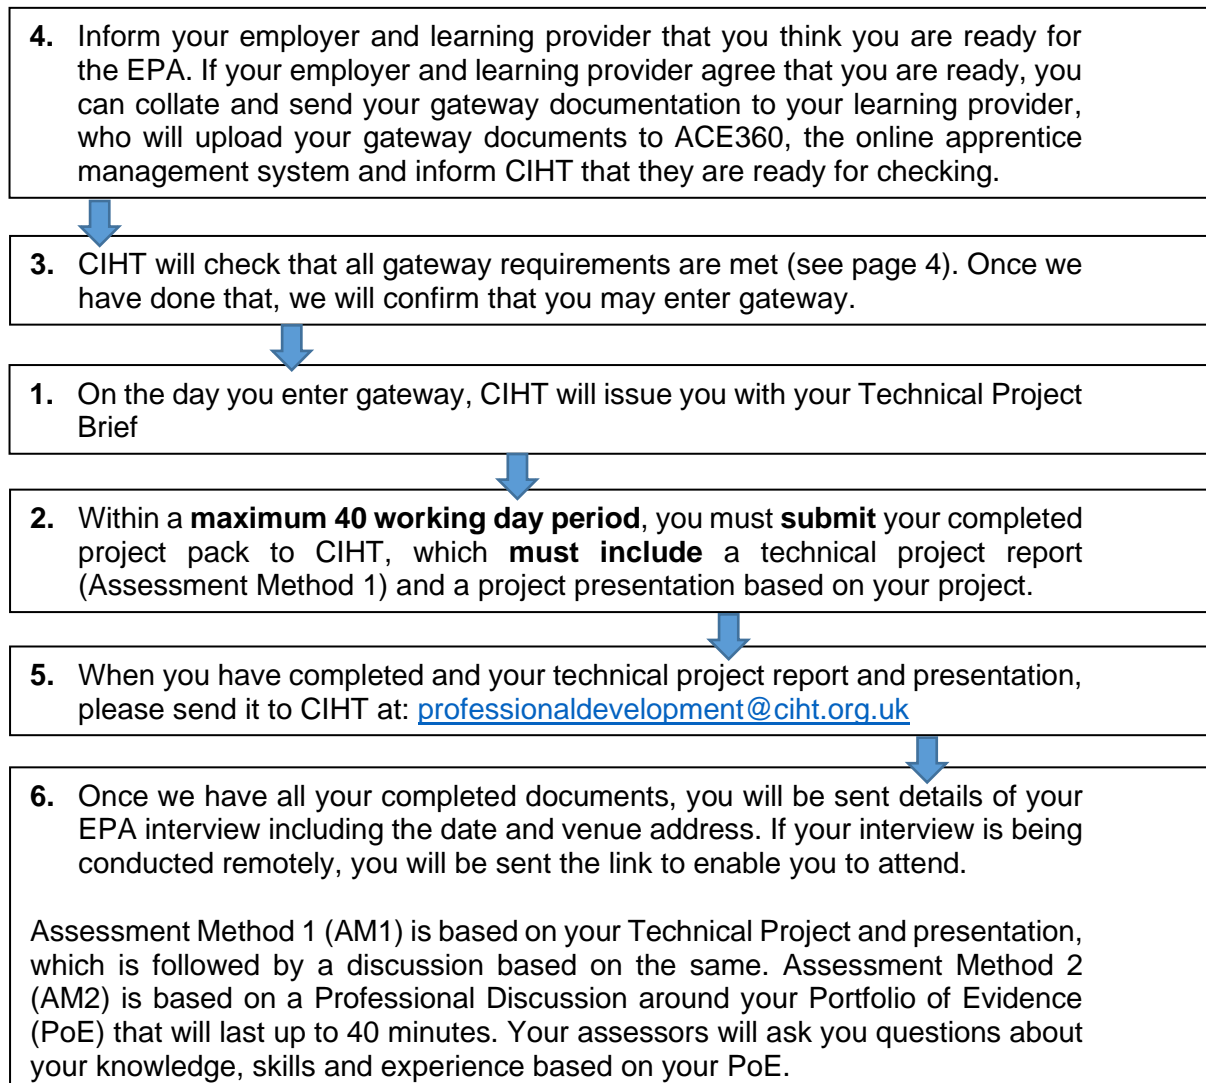 4. Inform your employer and learning provider that you think you are ready for
the EPA. If your employer and learning provider agree that you are ready, you
can collate and send your gateway documentation to your learning provider,
who will upload your gateway documents to ACE360, the online apprentice
management system and inform CIHT that they are ready for checking.
3. CIHT will check that all gateway requirements are met (see page 4). Once we
have done that, we will confirm that you may enter gateway.
1. On the day you enter gateway, CIHT will issue you with your Technical Project
Brief
2. Within a maximum 40 working day period, you must submit your completed
project pack to CIHT, which must include a technical project report
(Assessment Method 1) and a project presentation based on your project.
5. When you have completed and your technical project report and presentation,
please send it to CIHT at: professionaldevelopment@ciht.org.uk
6. Once we have all your completed documents, you will be sent details of your
EPA interview including the date and venue address. If your interview is being
conducted remotely, you will be sent the link to enable you to attend.
Assessment Method 1 (AM1) is based on your Technical Project and presentation,
which is followed by a discussion based on the same. Assessment Method 2
(AM2) is based on a Professional Discussion around your Portfolio of Evidence
(PoE) that will last up to 40 minutes. Your assessors will ask you questions about
your knowledge, skills and experience based on your PoE.